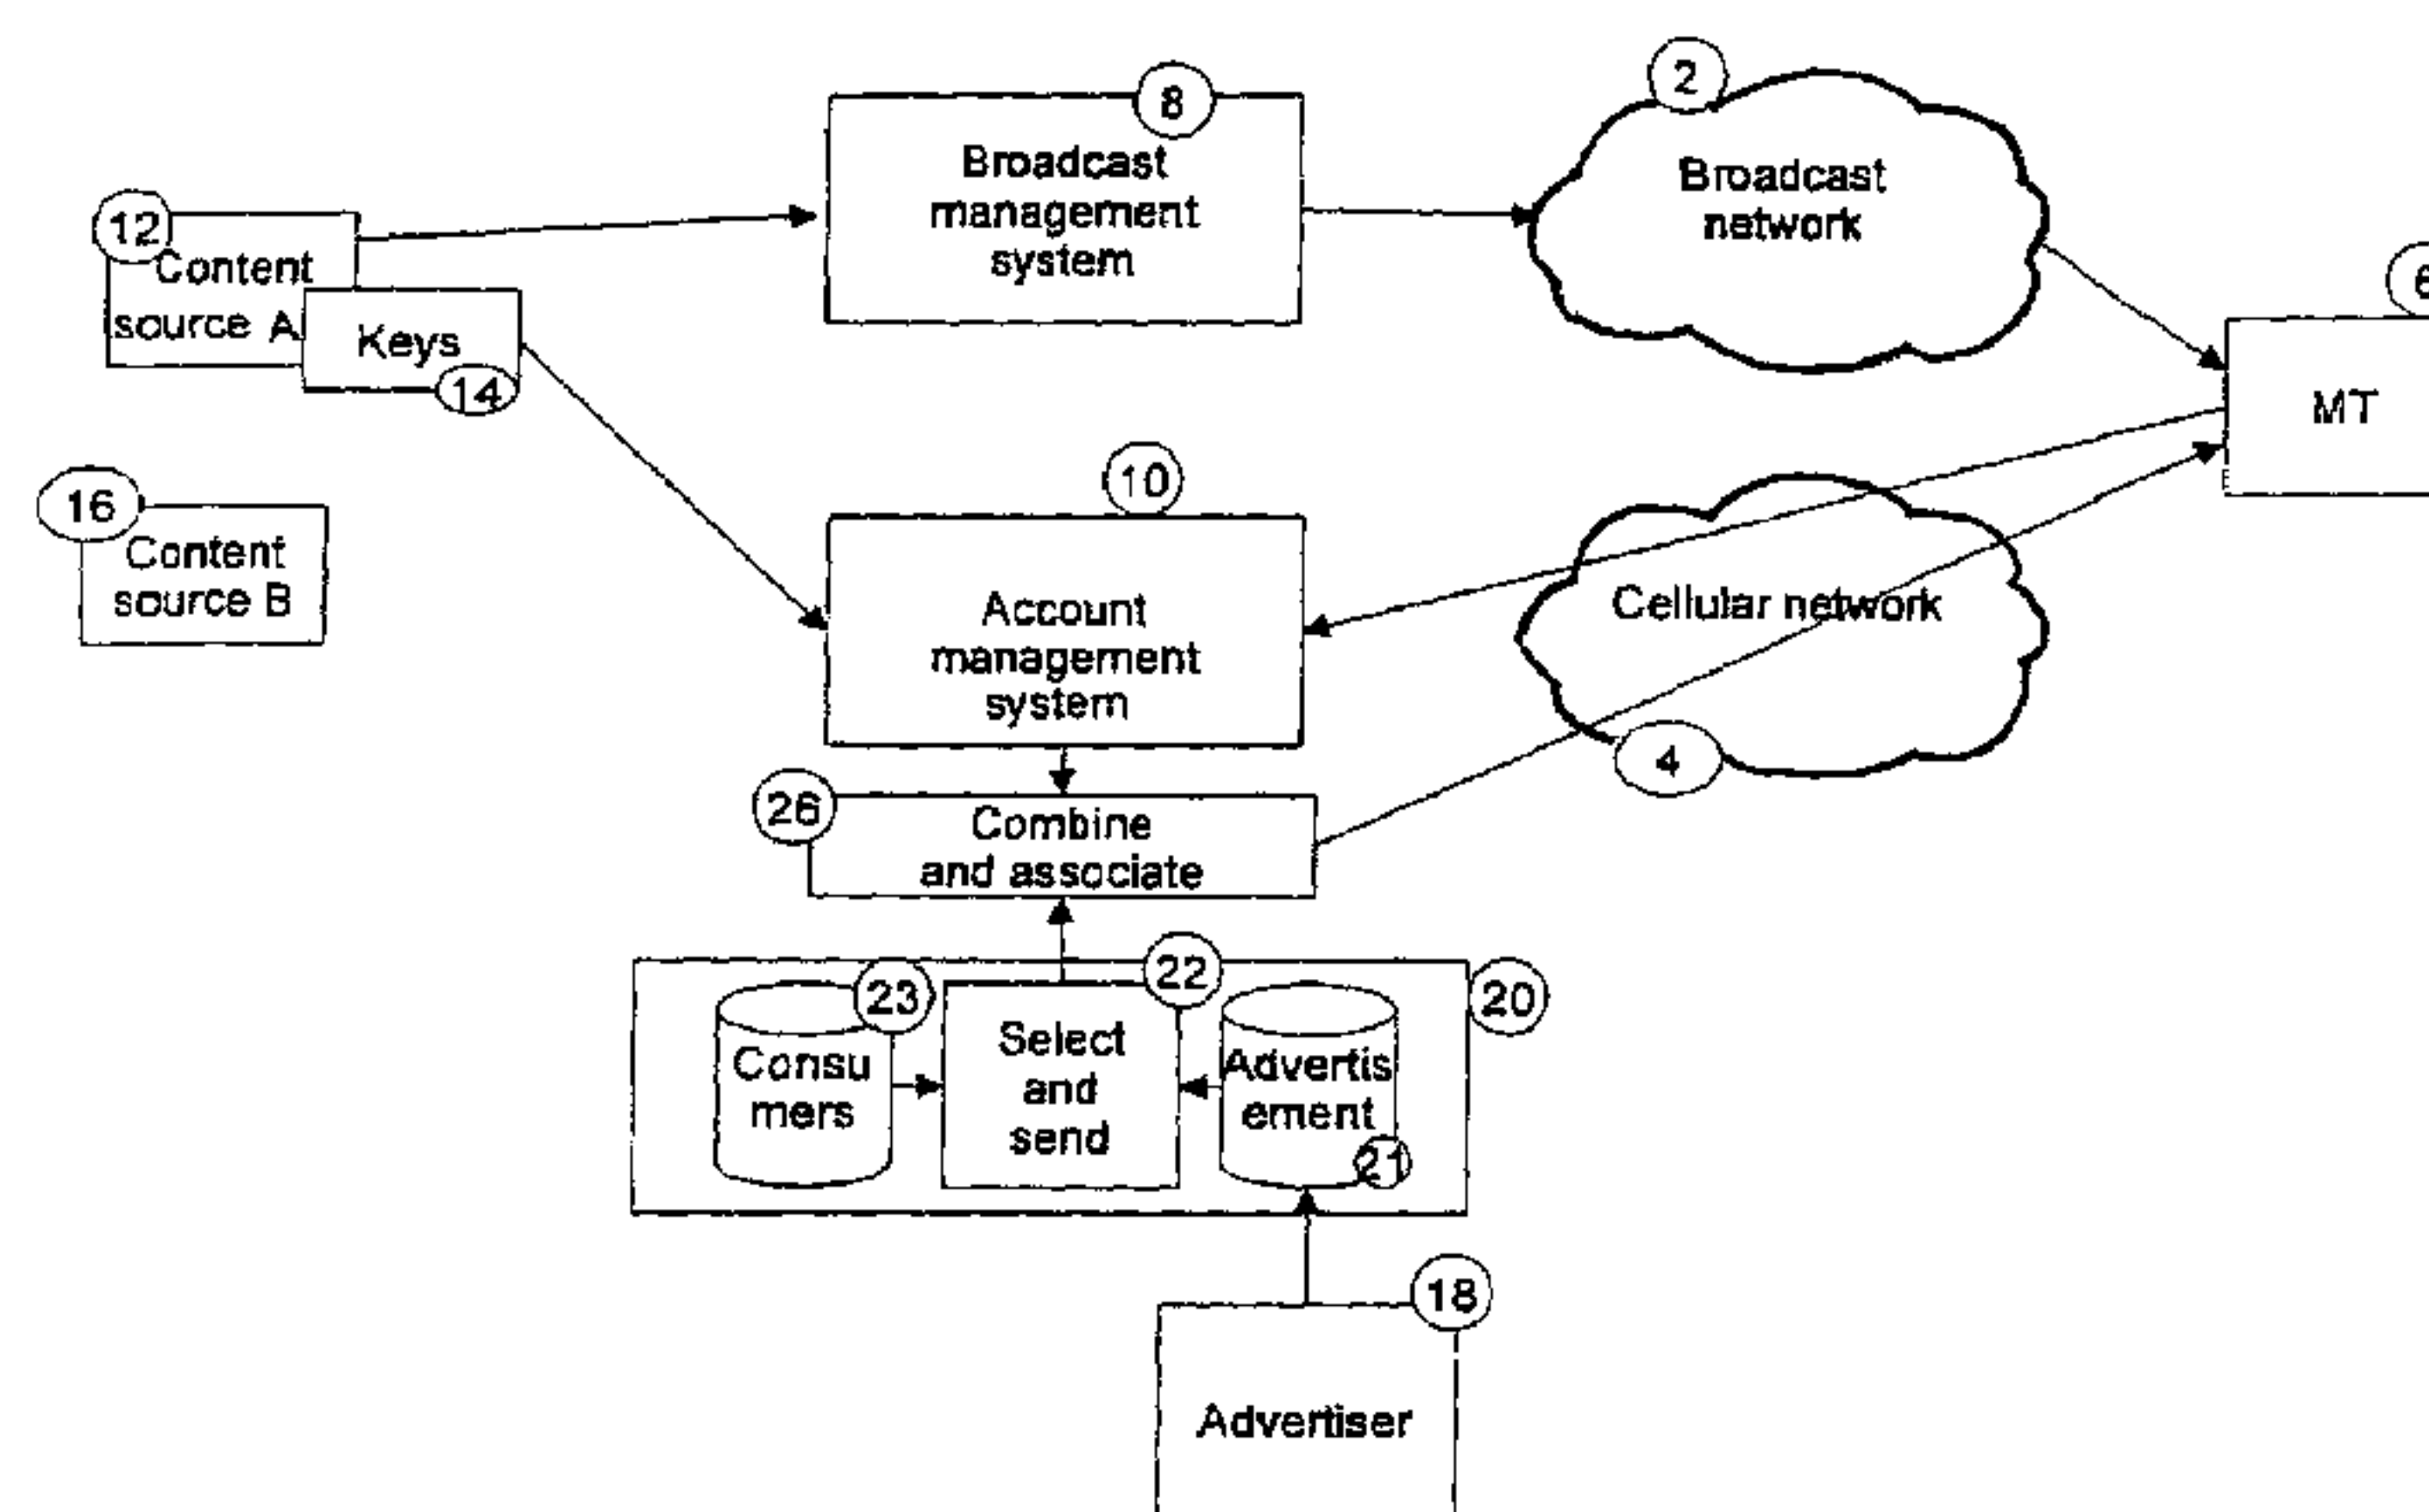 8
Broadcast
management
system
2
Broadcast
network
12
Content
source A
Keys
14
6
MT
16
Content
source B
10
Account
management
system
Cellular network
4
26
Combine
and associate
23
Consu
mers
22
Select
and
send
Advertis
ement
21
20
18
Advertiser